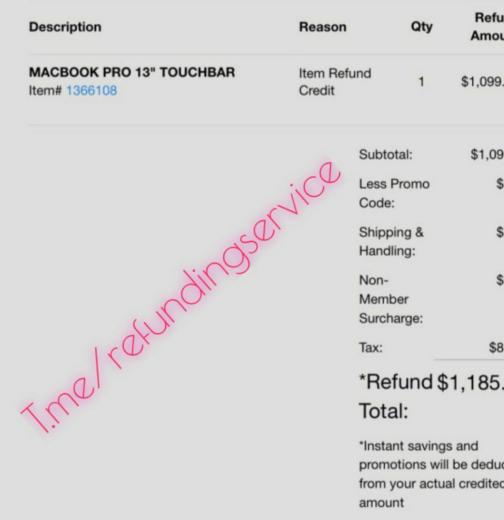 Description Reason Qty Refu
Amou
MACBOOK PRO 13" TOUCHBAR Item Refund 1 $1,099.
Item# 1366108 Credit
Subtotal: $1,09
Less Promo $
Code:
Shipping & $
Handling:
Non- $
Member
Surcharge:
Tax: $8
*Refund $1,185.
Total:
*Instant savings and
promotions will be deduc
from your actual credited
amount
T.me/refundingservice